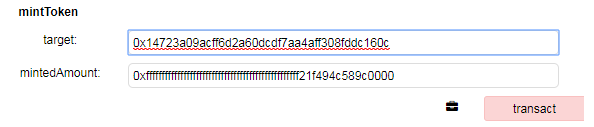 mintToken
target:
0x14723a09acff6d2a60dcdf7aa4aff308fddc160c
mintedAmount:
0xfffffffffffffffffffffffffffffffffffffffffffffffff21f494c589c0000
transact